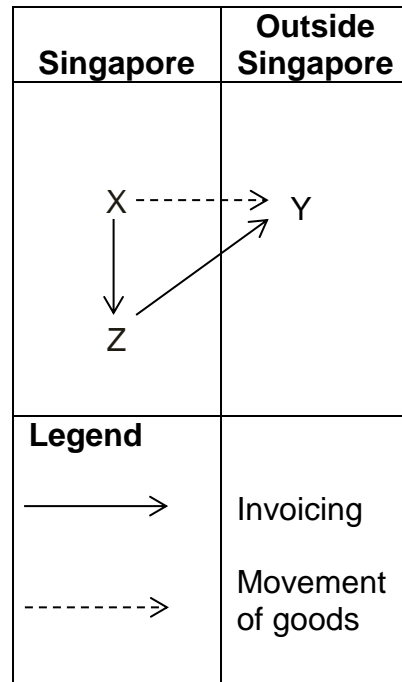 Singapore
Outside
Singapore
X
Y
Z
Legend
Invoicing
Movement
of goods